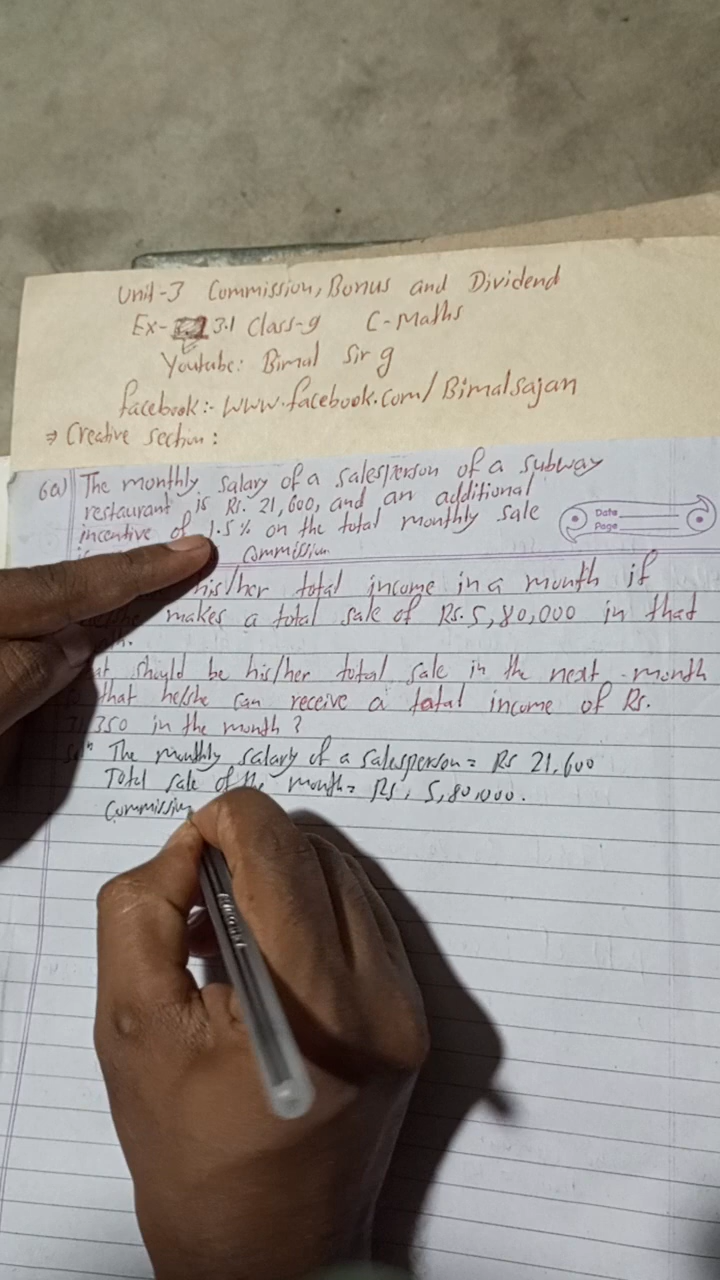 Unit-3 Commission, Bonus and Dividend
Ex- 3.1 Class-9 C-Maths
Youtube: Bimal Sir g
facebook:- www.facebook.com/Bimalsajan
⇒ Creative section:
6a) The monthly salary of a salesperson of a subway
restaurant is Rs. 21,600, and an additional
incentive of 1.5% on the total monthly sale
commission
Date
Page
his/her total income in a month if
makes a total sale of Rs. 5,80,000 in that
should be his/her total sale in the next month
that he/she can receive a total income of Rs.
350 in the month?
The monthly salary of a salesperson = Rs 21,600
Total sale of the month = Rs. 5,80,000.
Commission